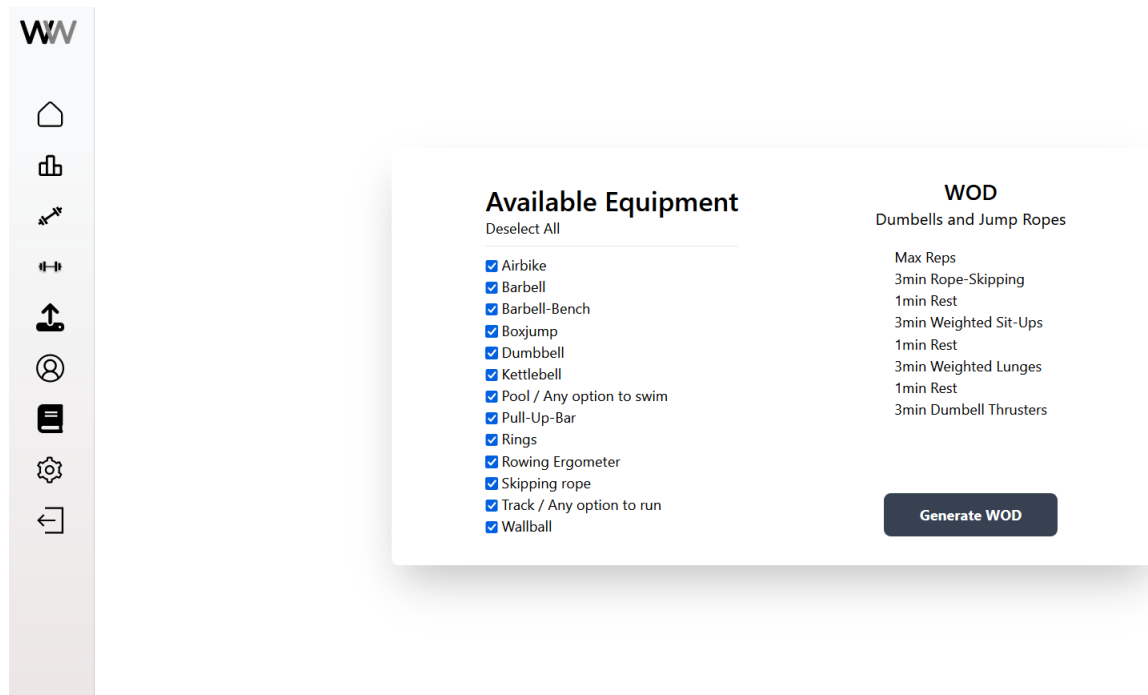 WW
Available Equipment
Deselect All
Airbike
Barbell
Barbell-Bench
Boxjump
Dumbbell
Kettlebell
Pool / Any option to swim
Pull-Up-Bar
Rings
Rowing Ergometer
Skipping rope
Track / Any option to run
Wallball
WOD
Dumbells and Jump Ropes
Max Reps
3min Rope-Skipping
1min Rest
3min Weighted Sit-Ups
1min Rest
3min Weighted Lunges
1min Rest
3min Dumbell Thrusters
Generate WOD